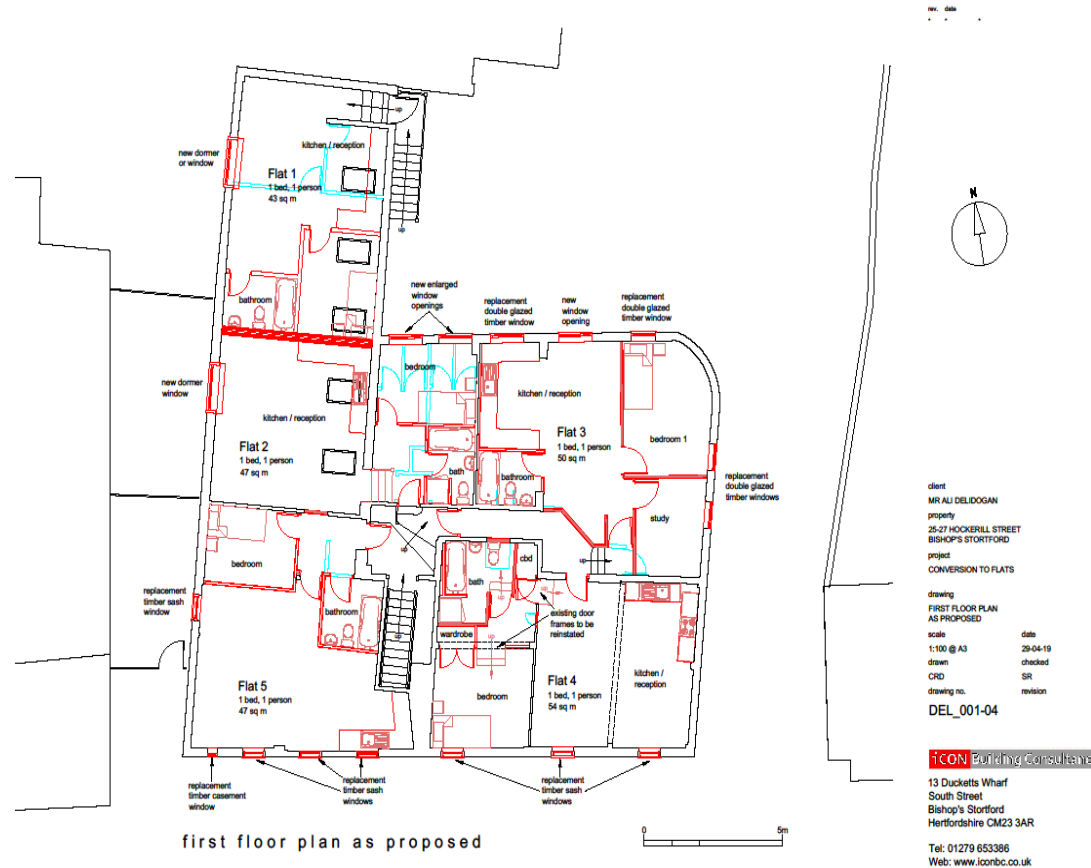 rev. date
new dormer
or window
up
kitchen / reception
Flat 1
1 bed, 1 person
43 sq m
up
bathroom
N
new enlarged
window
openings
replacement
double glazed
timber window
new
window
opening
replacement
double glazed
timber window
new dormer
window
kitchen / reception
Flat 2
1 bed, 1 person
47 sq m
bedroom
bath
kitchen / reception
Flat 3
1 bed, 1 person
50 sq m
bathroom
bedroom 1
study
replacement
double glazed
timber windows
up
up
bedroom
bathroom
replacement
timber sash
window
up
Flat 5
1 bed, 1 person
47 sq m
bath
cbd
up
wardrobe
up
existing door
frames to be
reinstated
bedroom
Flat 4
1 bed, 1 person
54 sq m
kitchen /
reception
replacement
timber casement
window
replacement
timber sash
windows
replacement
timber sash
windows
first floor plan as proposed
0 5m
client
MR ALI DELIDOGAN
property
25-27 HOCKERILL STREET
BISHOP'S STORTFORD
project
CONVERSION TO FLATS
drawing
FIRST FLOOR PLAN
AS PROPOSED
scale date
1:100 @ A3 29-04-19
drawn checked
CRD SR
drawing no. revision
DEL_001-04
iCON Building Consultanc
13 Ducketts Wharf
South Street
Bishop's Stortford
Hertfordshire CM23 3AR
Tel: 01279 653386
Web: www.iconbc.co.uk